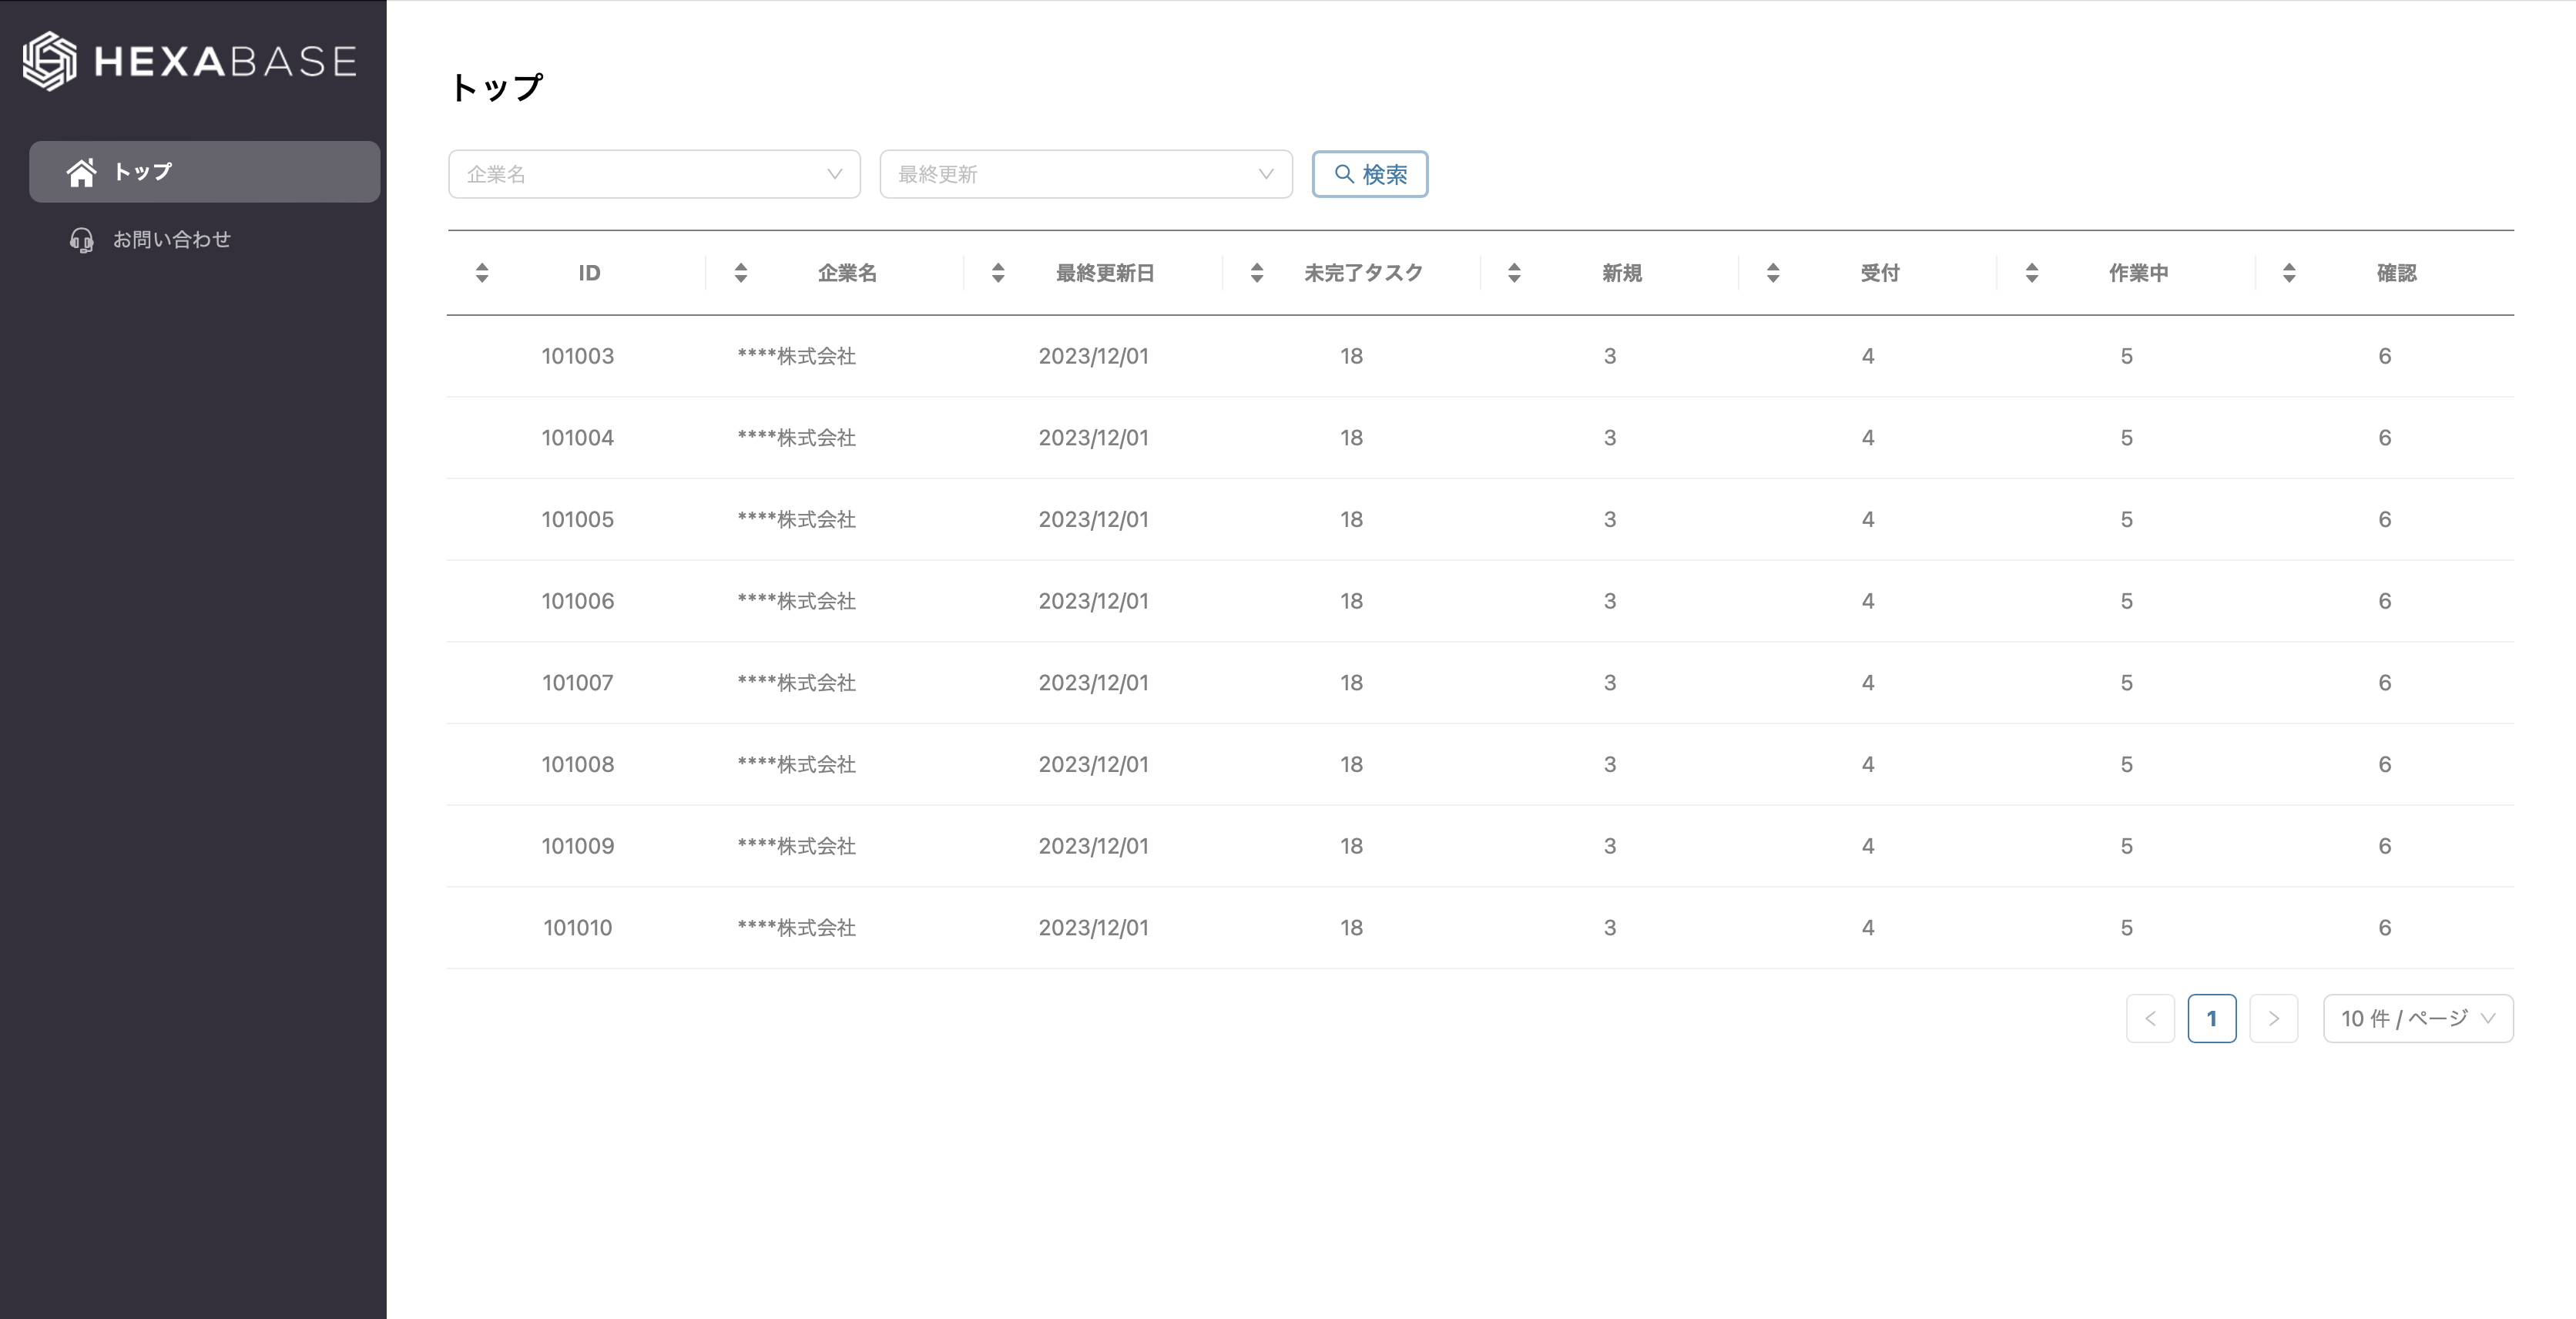 HEXABASE
トップ
お問い合わせ
トップ
企業名 最終更新 検索
ID 企業名 最終更新日 未完了タスク 新規 受付 作業中 確認
101003 ****株式会社 2023/12/01 18 3 4 5 6
101004 ****株式会社 2023/12/01 18 3 4 5 6
101005 ****株式会社 2023/12/01 18 3 4 5 6
101006 ****株式会社 2023/12/01 18 3 4 5 6
101007 ****株式会社 2023/12/01 18 3 4 5 6
101008 ****株式会社 2023/12/01 18 3 4 5 6
101009 ****株式会社 2023/12/01 18 3 4 5 6
101010 ****株式会社 2023/12/01 18 3 4 5 6
< 1 > 10 件 / ページ